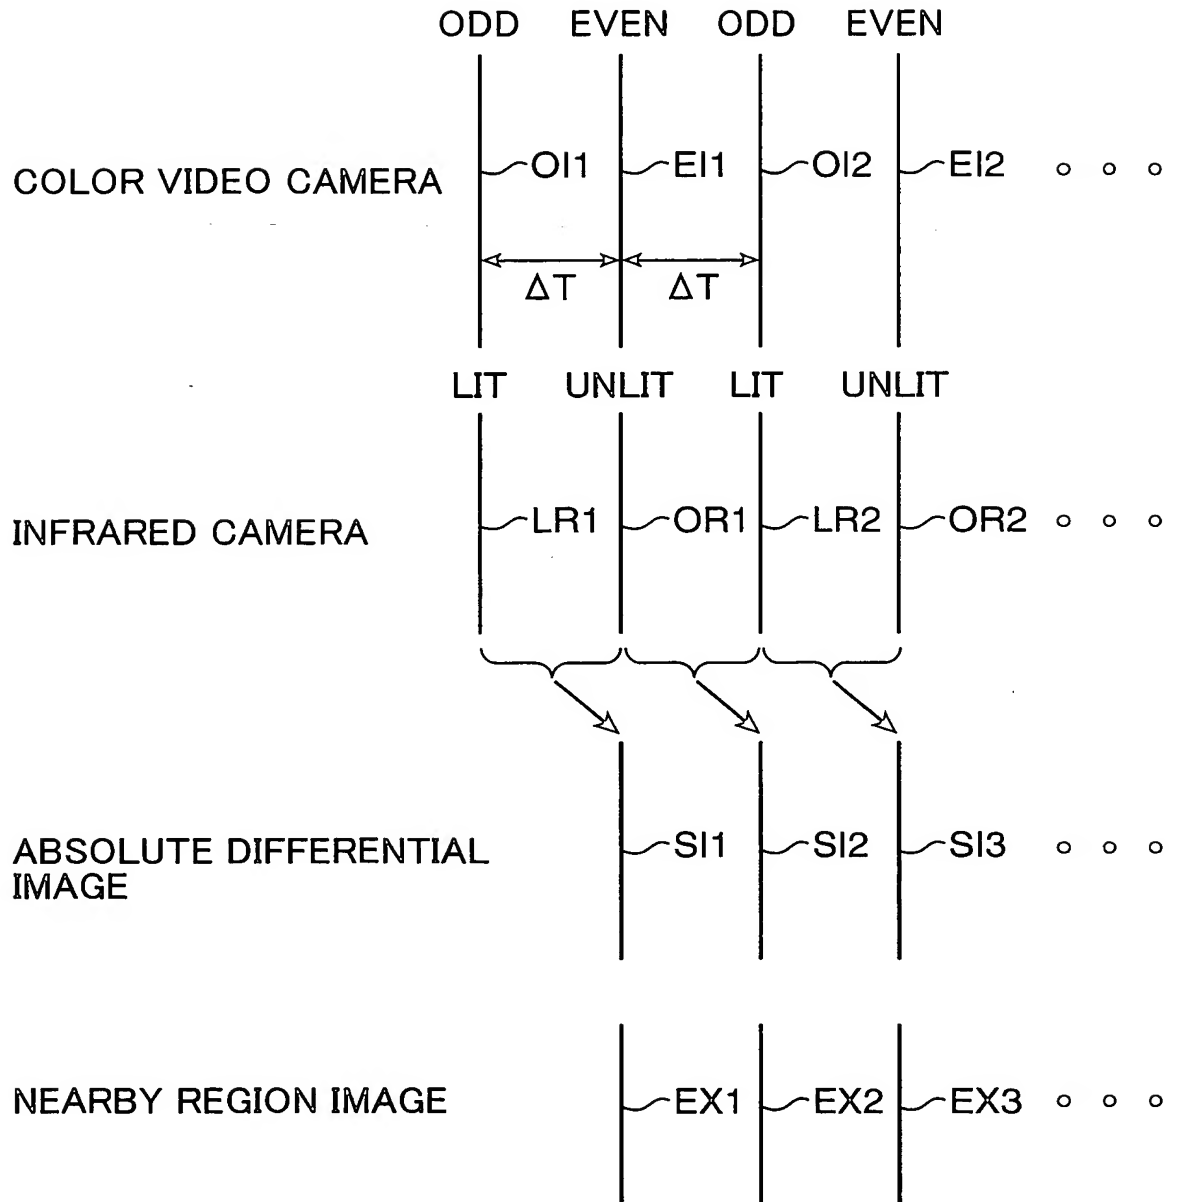 ODD EVEN ODD EVEN
COLOR VIDEO CAMERA OI1 EI1 OI2 EI2
ΔT ΔT
LIT UNLIT LIT UNLIT
INFRARED CAMERA LR1 OR1 LR2 OR2
ABSOLUTE DIFFERENTIAL
IMAGE
SI1 SI2 SI3
NEARBY REGION IMAGE EX1 EX2 EX3